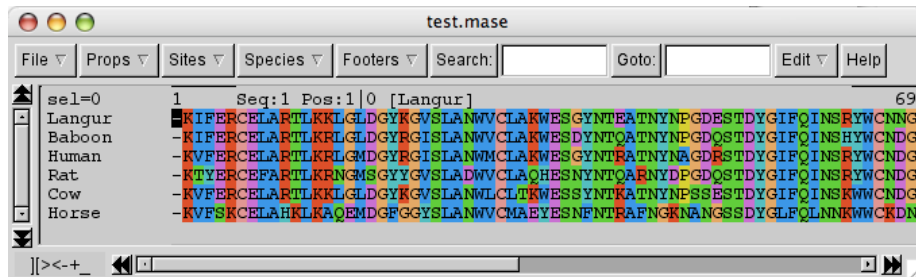 test.mase
File Props Sites Species Footers Search: Goto: Edit Help
sel=0 1 Seq:1 Pos:1|0 [Langur] 69
Langur -KIFERCELARTLKKLGLDGYKGVSLANWVCLAKWESGYNTEATNYNPGDESTDYGIFQINSRYWCNNG
Baboon -KIFERCELARTLKRLGLDGYRGVSLANWVCLAKWESDYNTQATNYNPGDQSTDYGIFQINSHYWCNDG
Human -KVFERCELARTLKRLGMDGYRGISLANWMCLAKWESGYNTRATNYNAGDRSTDYGIFQINSRYWCNDG
Rat -KTYERCEFARTLKRNGMSGYYGVSLADWVCLAQHESNYNTQARNYDPGDQSTDYGIFQINSRYWCNDG
Cow -KVFERCELARTLKKLGLDGYKGVSLANWLCLTKWESSYNTKATNYNPSSESTDYGIFQINSKWWCNDG
Horse -KVFSKCELAHKLKAQEMDGFGGYSLANWVCMAEYESNFNTRAFNGKNANGSSDYGLFQLNNKWWCKDN
][><-+_